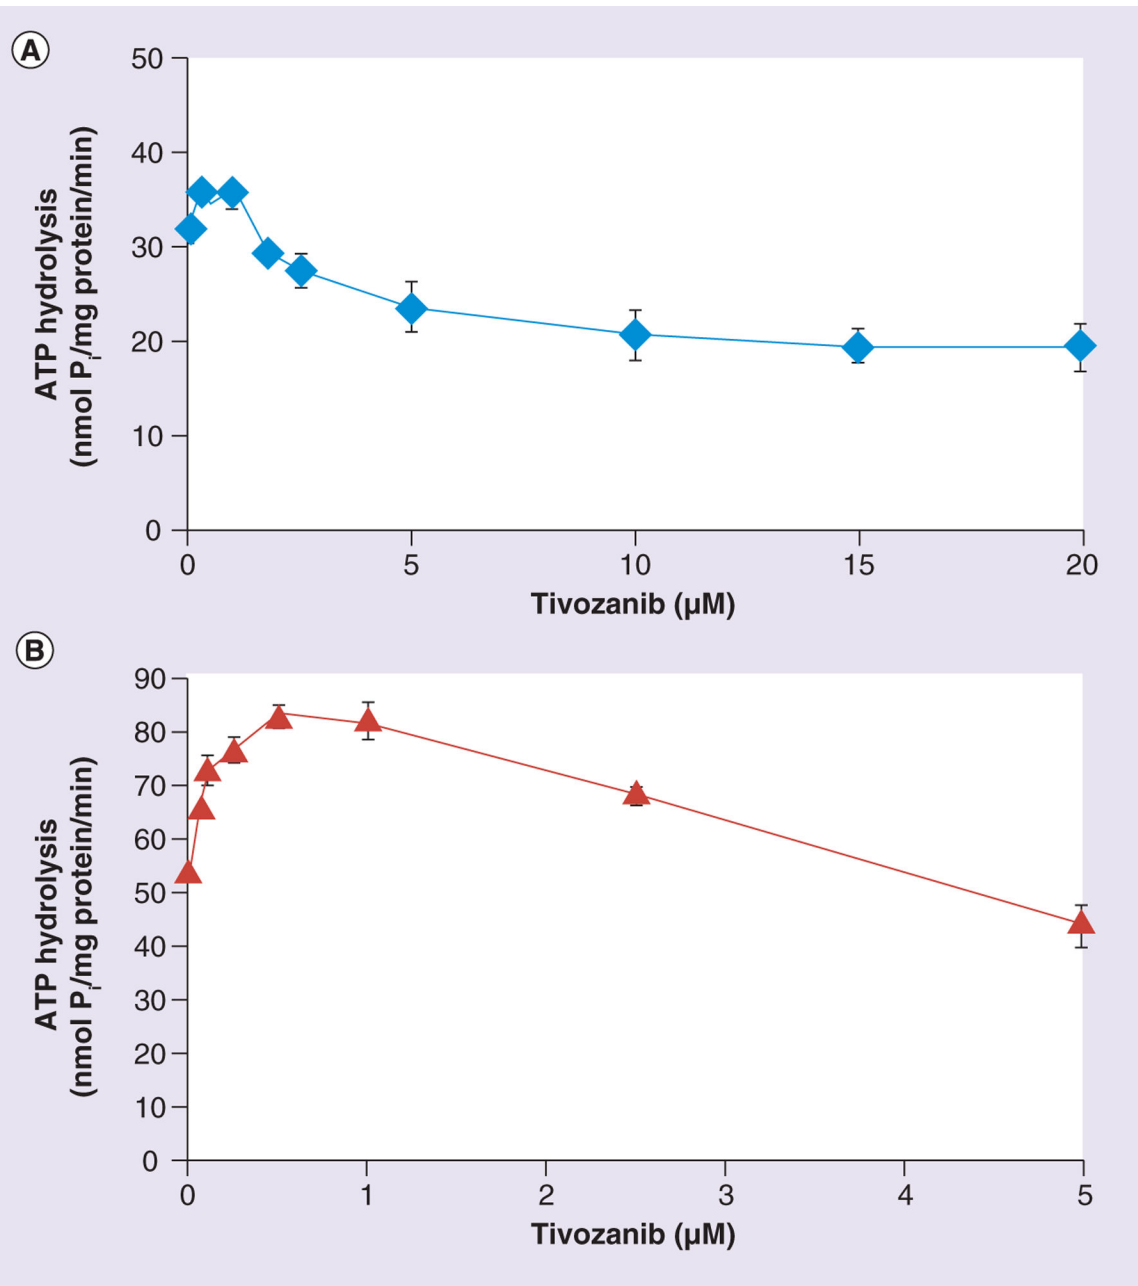 A
50
40
30
20
10
0
ATP hydrolysis
(nmol Pi/mg protein/min)
0 5 10 15 20
Tivozanib (µM)
B
90
80
70
60
50
40
30
20
10
0
ATP hydrolysis
(nmol Pi/mg protein/min)
0 1 2 3 4 5
Tivozanib (µM)